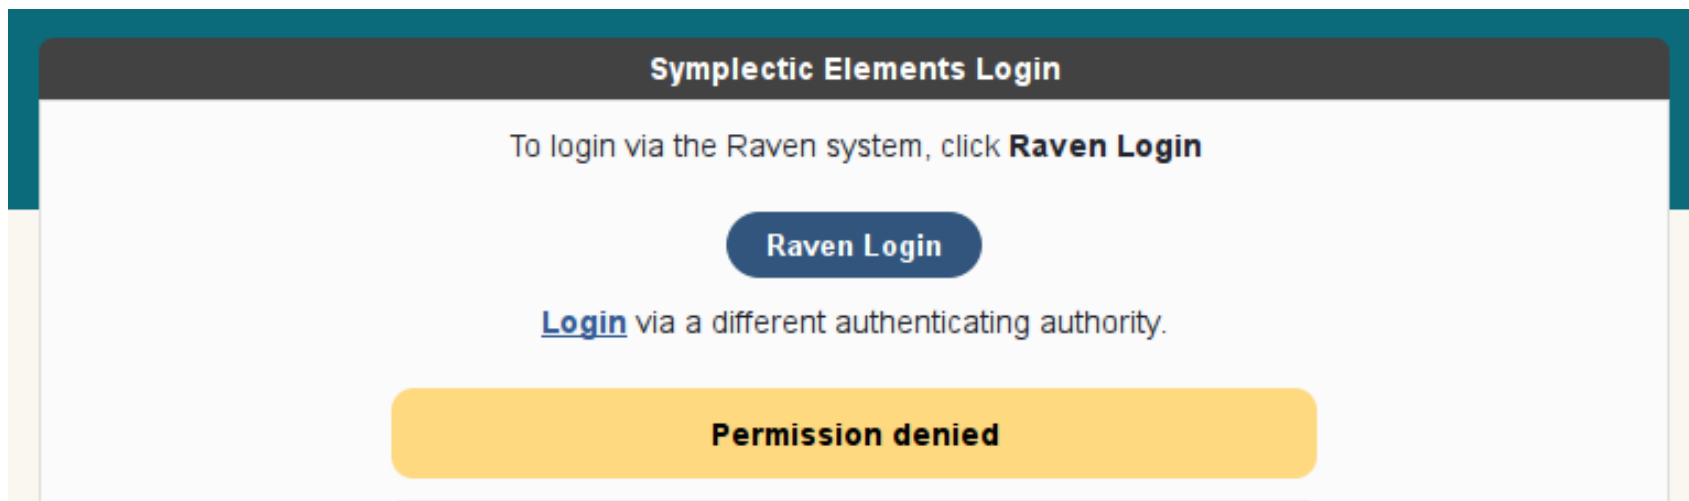 Symplectic Elements Login
To login via the Raven system, click Raven Login
Raven Login
Login via a different authenticating authority.
Permission denied